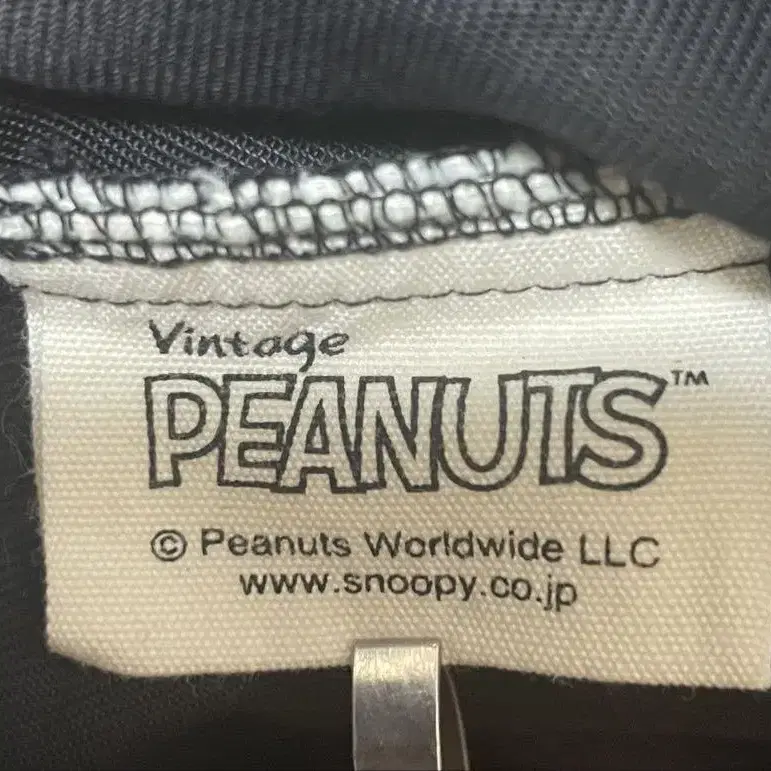 Vintage
PEANUTS™
© Peanuts Worldwide LLC
www.snoopy.co.jp